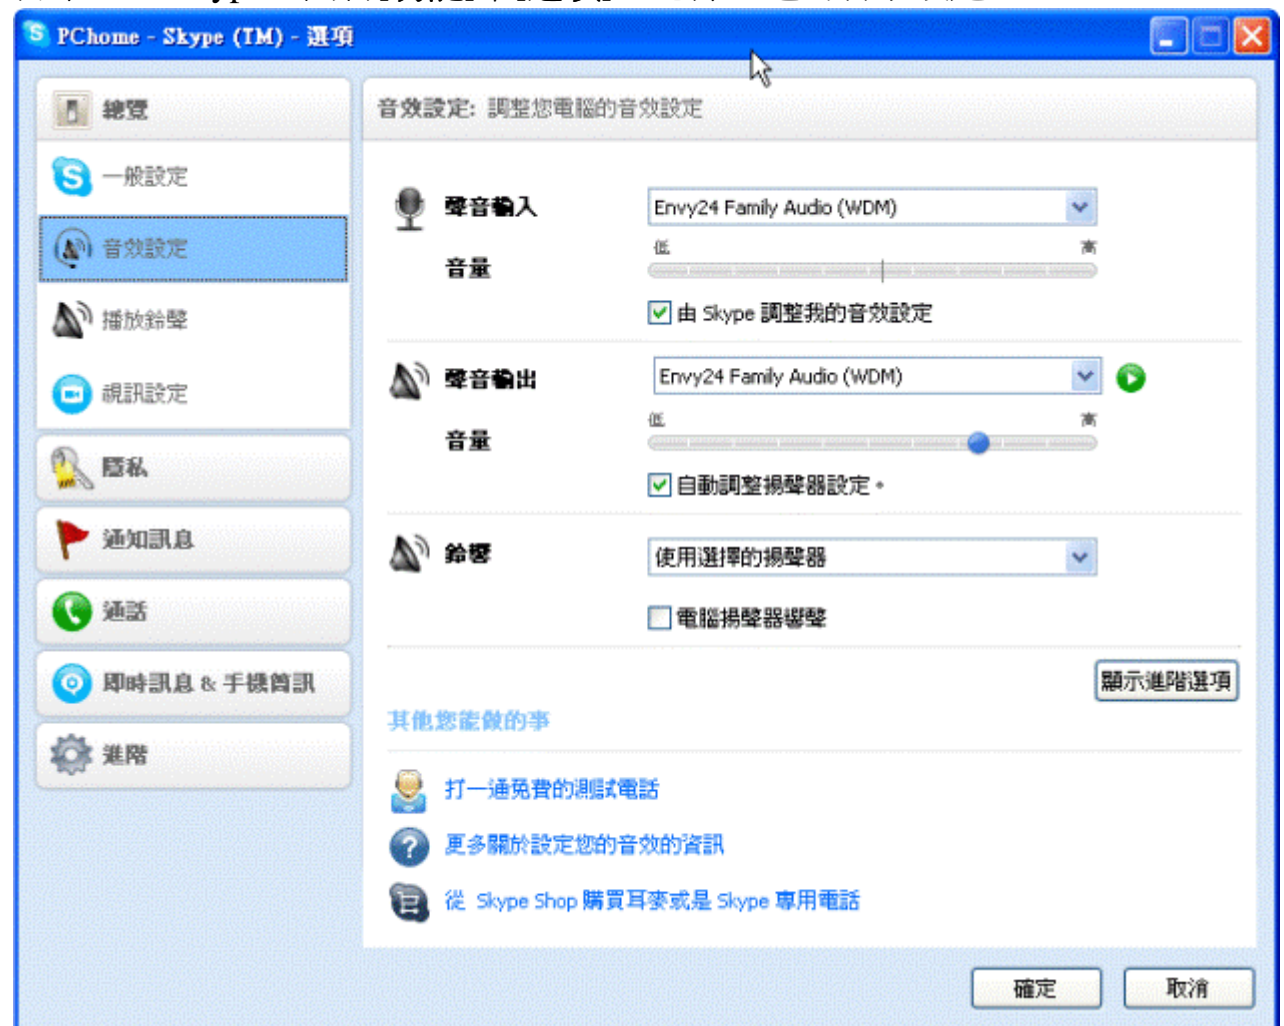 PChome - Skype (TM) - 選項
總覽
一般設定
音效設定
播放鈴聲
視訊設定
隱私
通知訊息
通話
即時訊息 & 手機簡訊
進階
音效設定: 調整您電腦的音效設定
聲音輸入
Envy24 Family Audio (WDM)
低 高
音量
由 Skype 調整我的音效設定
聲音輸出
Envy24 Family Audio (WDM)
低 高
音量
自動調整揚聲器設定。
鈴響
使用選擇的揚聲器
電腦揚聲器響聲
顯示進階選項
其他您能做的事
打一通免費的測試電話
更多關於設定您的音效的資訊
從 Skype Shop 購買耳麥或是 Skype 專用電話
確定
取消